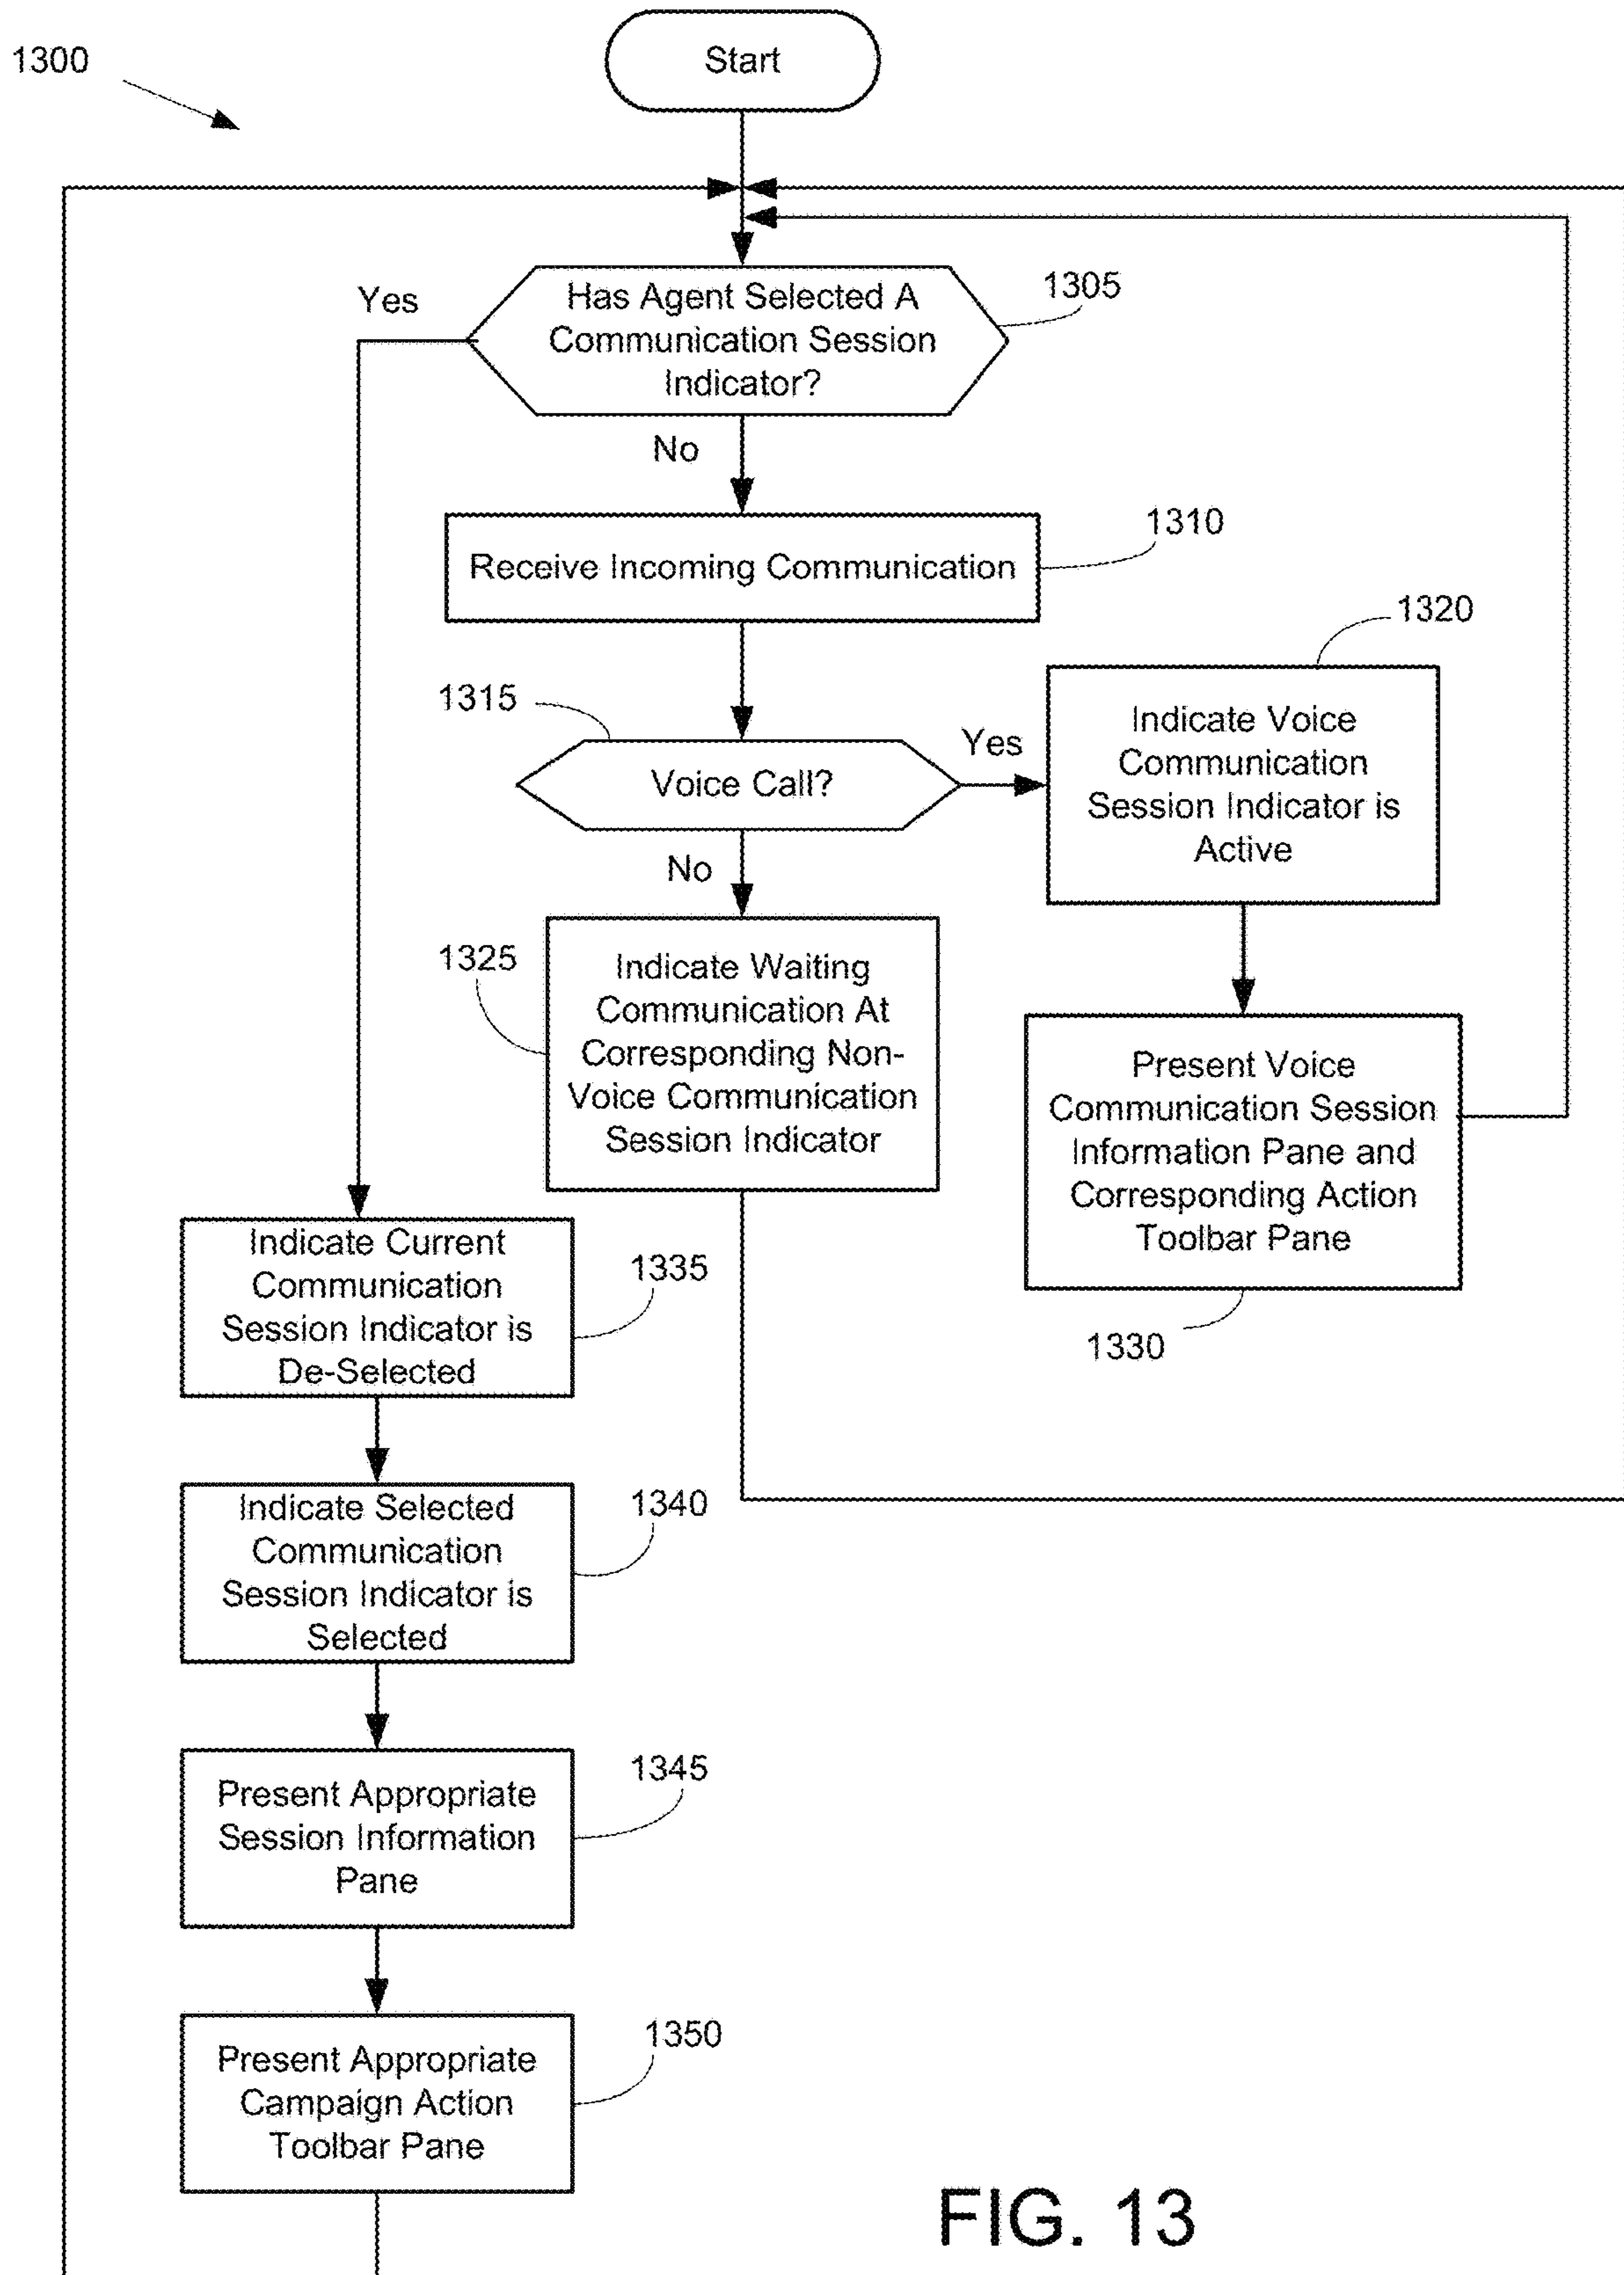 1300
Start
Yes
Has Agent Selected A
Communication Session
Indicator?
1305
No
Receive Incoming Communication
1310
1315
Voice Call?
Yes
1320
Indicate Voice
Communication
Session Indicator is
Active
No
1325
Indicate Waiting
Communication At
Corresponding Non-
Voice Communication
Session Indicator
Present Voice
Communication Session
Information Pane and
Corresponding Action
Toolbar Pane
1330
Indicate Current
Communication
Session Indicator is
De-Selected
1335
Indicate Selected
Communication
Session Indicator is
Selected
1340
Present Appropriate
Session Information
Pane
1345
Present Appropriate
Campaign Action
Toolbar Pane
1350
FIG. 13